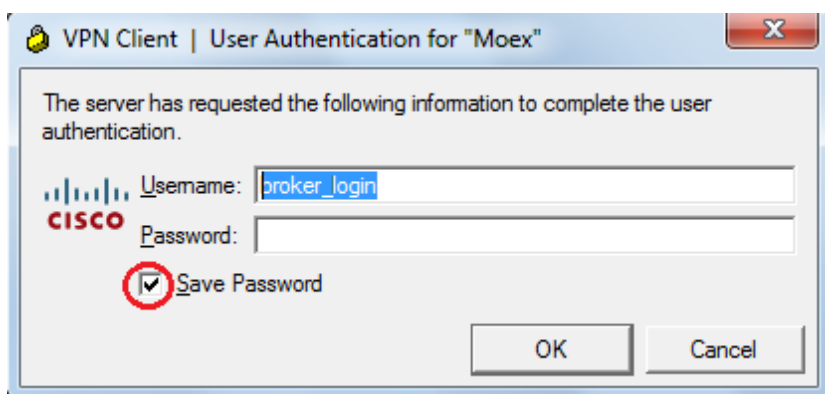 VPN Client | User Authentication for "Moex"
The server has requested the following information to complete the user
authentication.
CISCO
Username: broker_login
Password:
Save Password
OK Cancel